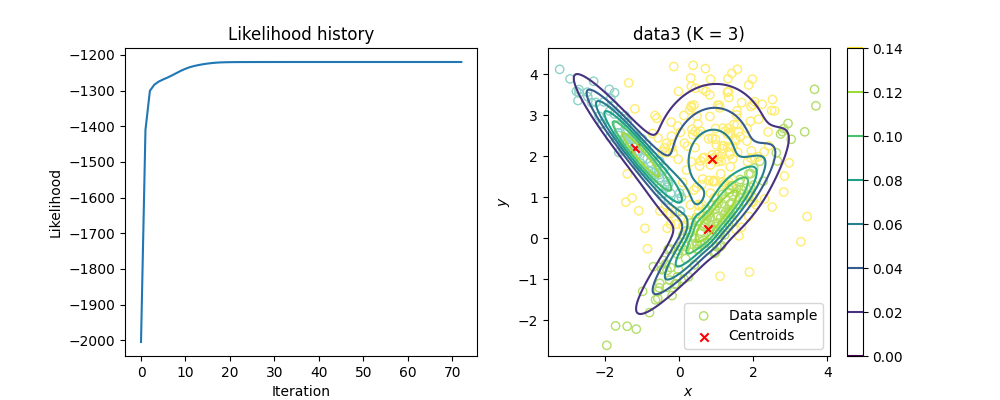 Likelihood history
−1200
−1300
−1400
−1500
−1600
−1700
−1800
−1900
−2000
Likelihood
0 10 20 30 40 50 60 70
Iteration
data3 (K = 3)
4
3
2
1
0
−1
−2
y
−2 0 2 4
x
Data sample
Centroids
0.14
0.12
0.10
0.08
0.06
0.04
0.02
0.00